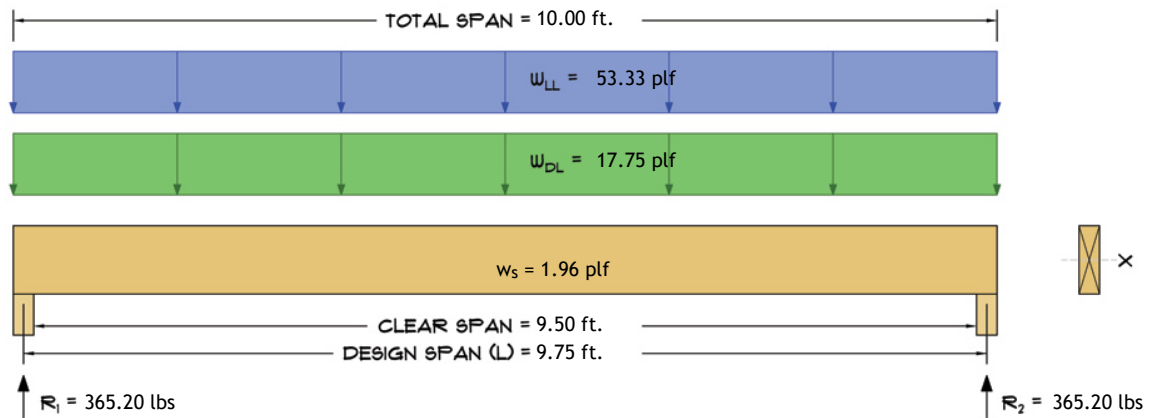 TOTAL SPAN = 10.00 ft.
WLL = 53.33 plf
WDL = 17.75 plf
ws = 1.96 plf
X
CLEAR SPAN = 9.50 ft.
DESIGN SPAN (L) = 9.75 ft.
R1 = 365.20 lbs
R2 = 365.20 lbs